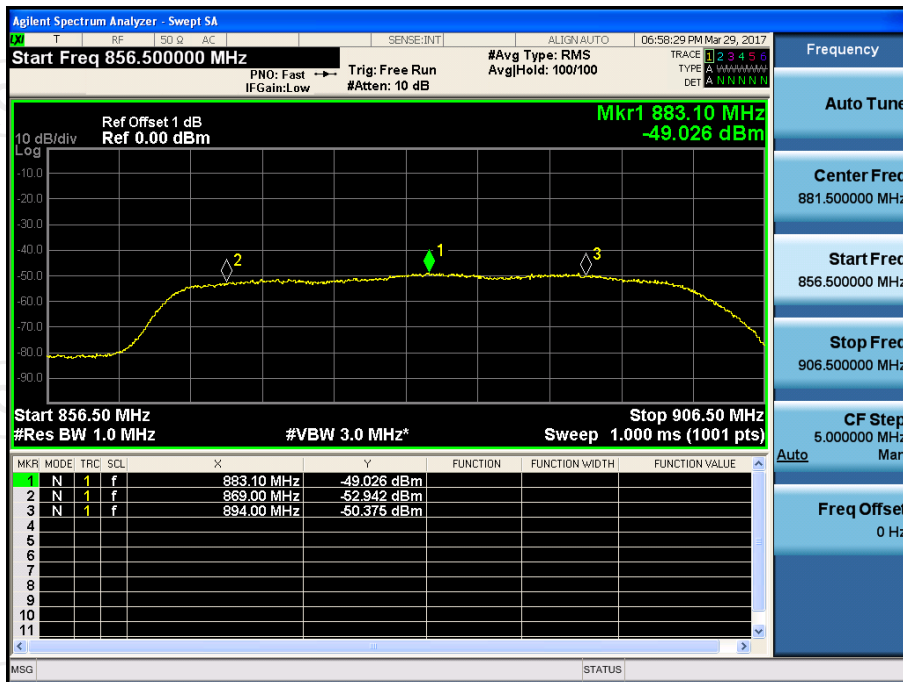 Agilent Spectrum Analyzer - Swept SA
LXI T RF 50 Ω AC SENSE:INT ALIGN AUTO 06:58:29 PM Mar 29, 2017
Start Freq 856.500000 MHz
PNO: Fast
IFGain:Low
Trig: Free Run
#Atten: 10 dB
#Avg Type: RMS
Avg|Hold: 100/100
TRACE 1 2 3 4 5 6
TYPE A WWWWWW
DET A N N N N N
Mkr1 883.10 MHz
-49.026 dBm
Ref Offset 1 dB
10 dB/div Ref 0.00 dBm
Log
-10.0
-20.0
-30.0
-40.0
-50.0
-60.0
-70.0
-80.0
-90.0
2
1
3
Start 856.50 MHz Stop 906.50 MHz
#Res BW 1.0 MHz #VBW 3.0 MHz* Sweep 1.000 ms (1001 pts)
MKR MODE TRC SCL X Y FUNCTION FUNCTION WIDTH FUNCTION VALUE
1 N 1 f 883.10 MHz -49.026 dBm
2 N 1 f 869.00 MHz -52.942 dBm
3 N 1 f 894.00 MHz -50.375 dBm
4
5
6
7
8
9
10
11
MSG STATUS
Frequency
Auto Tune
Center Freq
881.500000 MHz
Start Freq
856.500000 MHz
Stop Freq
906.500000 MHz
CF Step
5.000000 MHz
Auto Man
Freq Offset
0 Hz